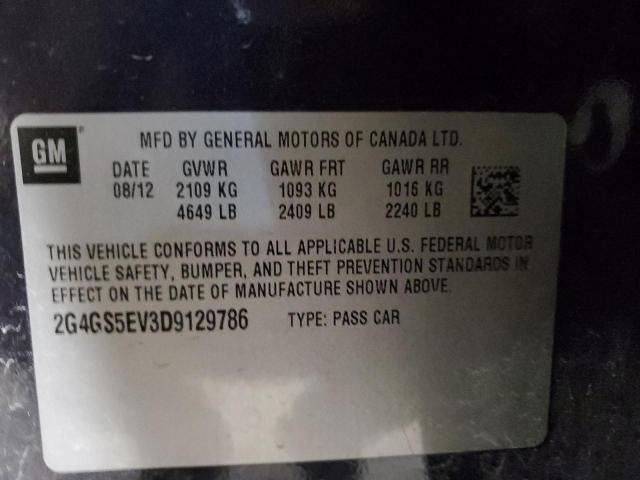 GM
MFD BY GENERAL MOTORS OF CANADA LTD.
DATE GVWR GAWR FRT GAWR RR
08/12 2109 KG 1093 KG 1016 KG
4649 LB 2409 LB 2240 LB
THIS VEHICLE CONFORMS TO ALL APPLICABLE U.S. FEDERAL MOTOR
VEHICLE SAFETY, BUMPER, AND THEFT PREVENTION STANDARDS IN
EFFECT ON THE DATE OF MANUFACTURE SHOWN ABOVE.
2G4GS5EV3D9129786 TYPE: PASS CAR